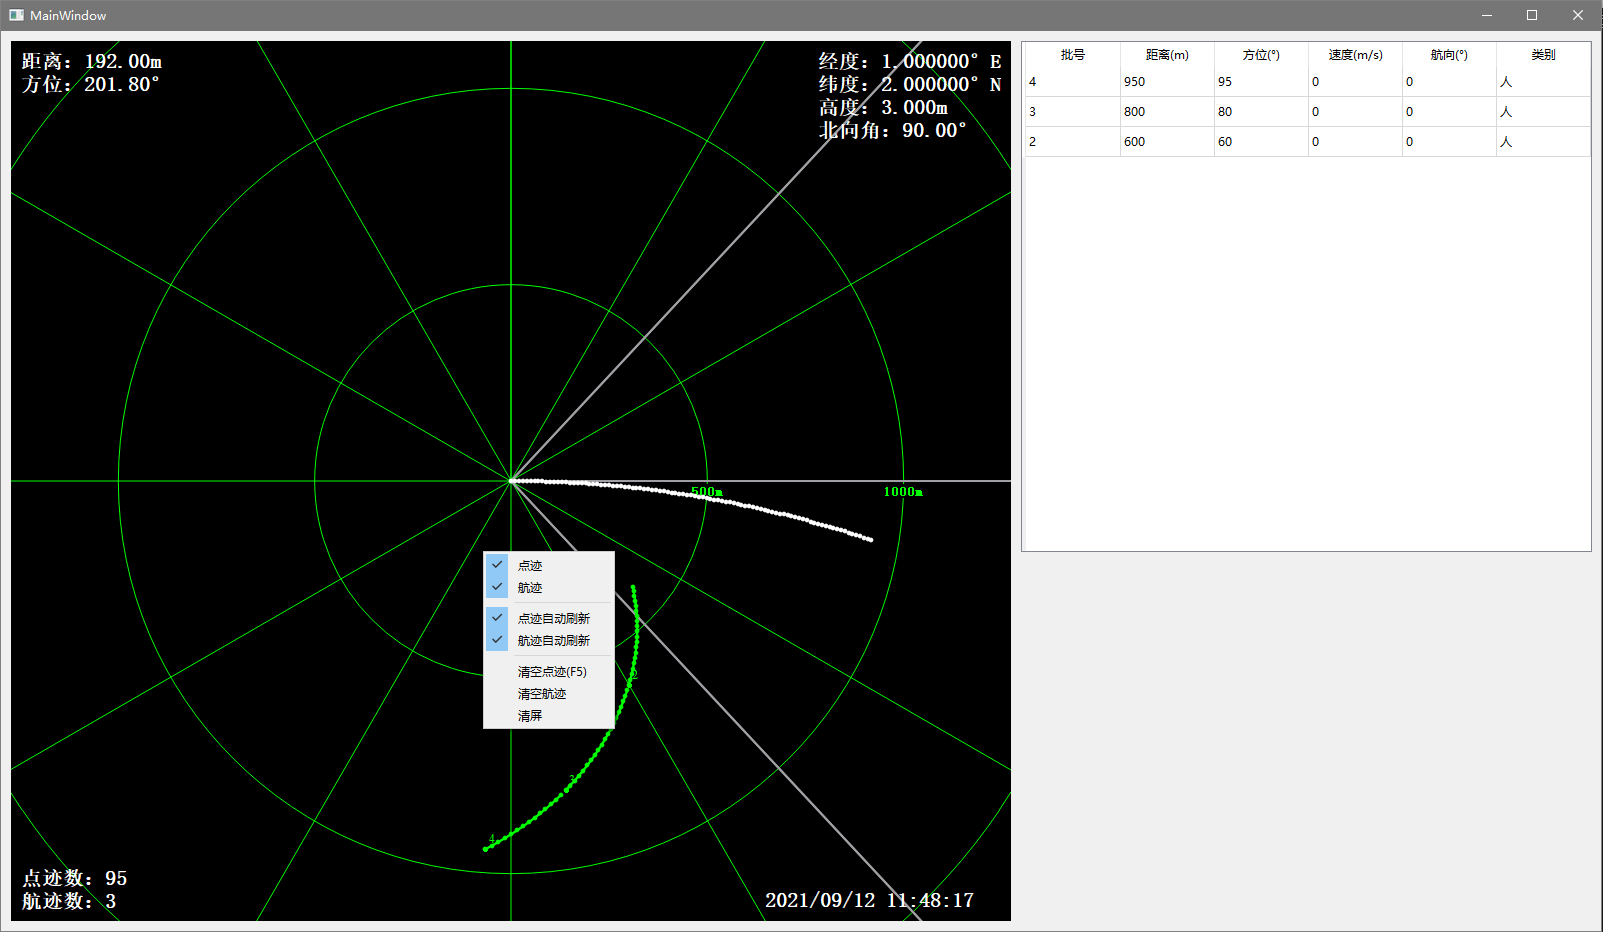 MainWindow
距离：192.00m
方位：201.80°
经度：1.000000° E
纬度：2.000000° N
高度：3.000m
北向角：90.00°
500m
1000m
点迹
航迹
点迹自动刷新
航迹自动刷新
清空点迹(F5)
清空航迹
清屏
2
3
4
点迹数：95
航迹数：3
2021/09/12 11:48:17
批号 距离(m) 方位(°) 速度(m/s) 航向(°) 类别
4 950 95 0 0 人
3 800 80 0 0 人
2 600 60 0 0 人